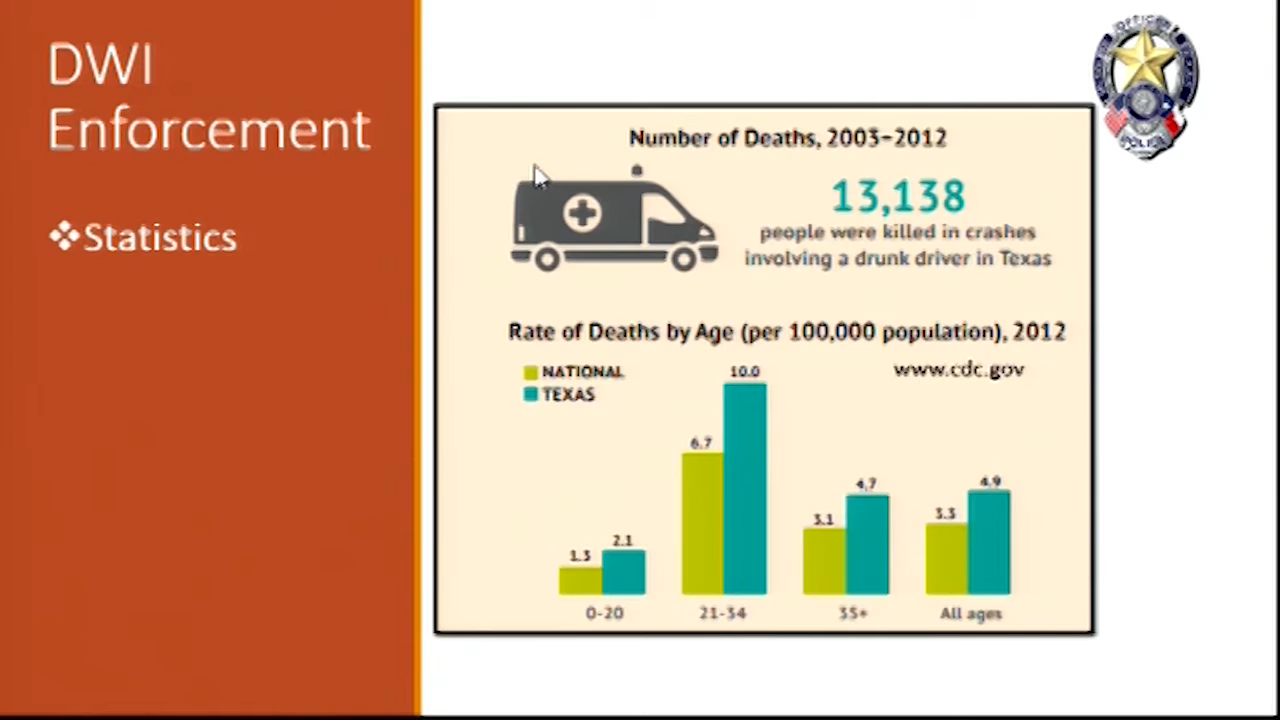 DWI
Enforcement
❖Statistics
OFFICER
POLICE
Number of Deaths, 2003–2012
13,138
people were killed in crashes
involving a drunk driver in Texas
Rate of Deaths by Age (per 100,000 population), 2012
www.cdc.gov
NATIONAL
TEXAS
1.3
2.1
6.7
10.0
3.1
4.7
3.3
4.9
0-20
21-34
35+
All ages